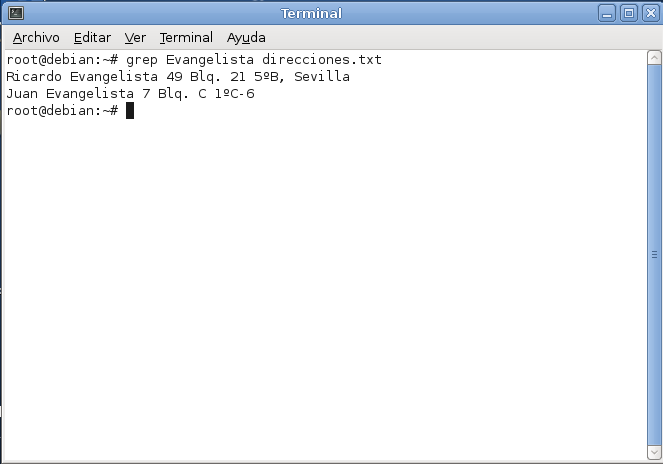 Terminal
Archivo Editar Ver Terminal Ayuda
root@debian:~# grep Evangelista direcciones.txt
Ricardo Evangelista 49 Blq. 21 5ºB, Sevilla
Juan Evangelista 7 Blq. C 1ºC-6
root@debian:~#